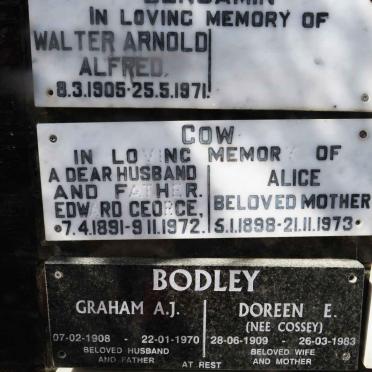 BENJAMIN
IN LOVING MEMORY OF
WALTER ARNOLD
ALFRED.
8.3.1905-25.5.1971.
COW
IN LOVING MEMORY OF
A DEAR HUSBAND
AND FATHER.
EDWARD GEORGE.
7.4.1891-9.11.1972.
ALICE
BELOVED MOTHER
5.1.1898-21.11.1973
BODLEY
GRAHAM A.J.
07-02-1908 - 22-01-1970
BELOVED HUSBAND
AND FATHER
DOREEN E.
(NEE COSSEY)
28-06-1909 - 26-03-1983
BELOVED WIFE
AND MOTHER
AT REST